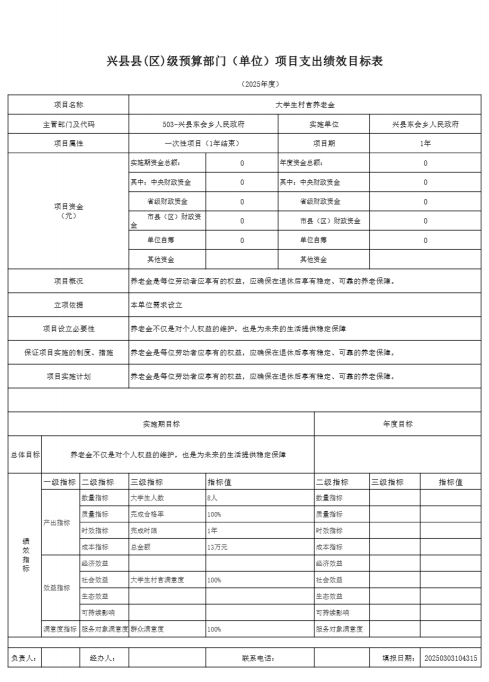 兴县县(区)级预算部门（单位）项目支出绩效目标表
（2025年度）
项目名称 大学生村官养老金
主管部门及代码 503-兴县东会乡人民政府 实施单位 兴县东会乡人民政府
项目属性 一次性项目（1年结束） 项目期 1年
项目资金（元） 实施期资金总额： 0 年度资金总额： 0
其中：中央财政资金 0 其中：中央财政资金 0
省级财政资金 0 省级财政资金 0
市县（区）财政资金 0 市县（区）财政资金 0
单位自筹 0 单位自筹 0
其他资金 其他资金
项目概况 养老金是每位劳动者应享有的权益，应确保在退休后享有稳定、可靠的养老保障。
立项依据 本单位需求设立
项目设立必要性 养老金不仅是对个人权益的维护，也是为未来的生活提供稳定保障
保证项目实施的制度、措施 养老金是每位劳动者应享有的权益，应确保在退休后享有稳定、可靠的养老保障。
项目实施计划 养老金是每位劳动者应享有的权益，应确保在退休后享有稳定、可靠的养老保障。
实施期目标 年度目标
总体目标 养老金不仅是对个人权益的维护，也是为未来的生活提供稳定保障
绩效指标 一级指标 二级指标 三级指标 指标值 二级指标 三级指标 指标值
产出指标 数量指标 大学生人数 8人 数量指标
质量指标 完成合格率 100% 质量指标
时效指标 完成时限 1年 时效指标
成本指标 总金额 13万元 成本指标
效益指标 经济效益 经济效益
社会效益 大学生村官满意度 100% 社会效益
生态效益 生态效益
可持续影响 可持续影响
满意度指标 服务对象满意度 群众满意度 100% 服务对象满意度
负责人： 经办人： 联系电话： 填报日期： 20250303104315